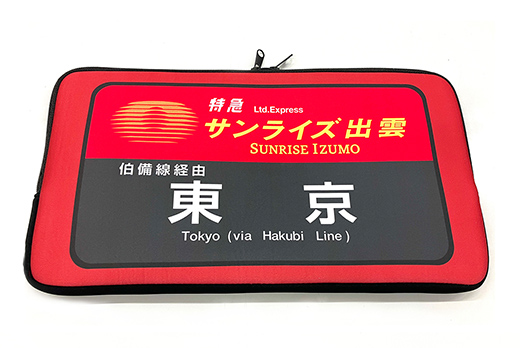 特急 Ltd.Express
サンライズ出雲
SUNRISE IZUMO
伯備線経由
東京
Tokyo (via Hakubi Line)